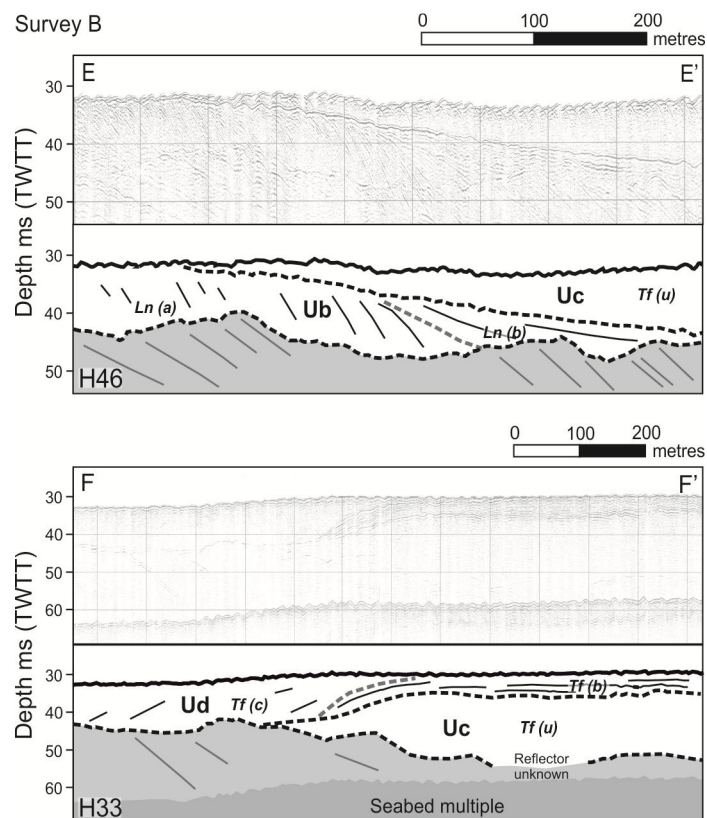 Survey B
0 100 200
metres
E E'
30
40
50
Depth ms (TWTT)
30
40
50
Ln (a)
Ub
Ln (b)
Uc
Tf (u)
H46
0 100 200
metres
F F'
30
40
60
Depth ms (TWTT)
30
40
50
60
Ud
Tf (c)
Tf (b)
Uc
Tf (u)
Reflector
unknown
Seabed multiple
H33